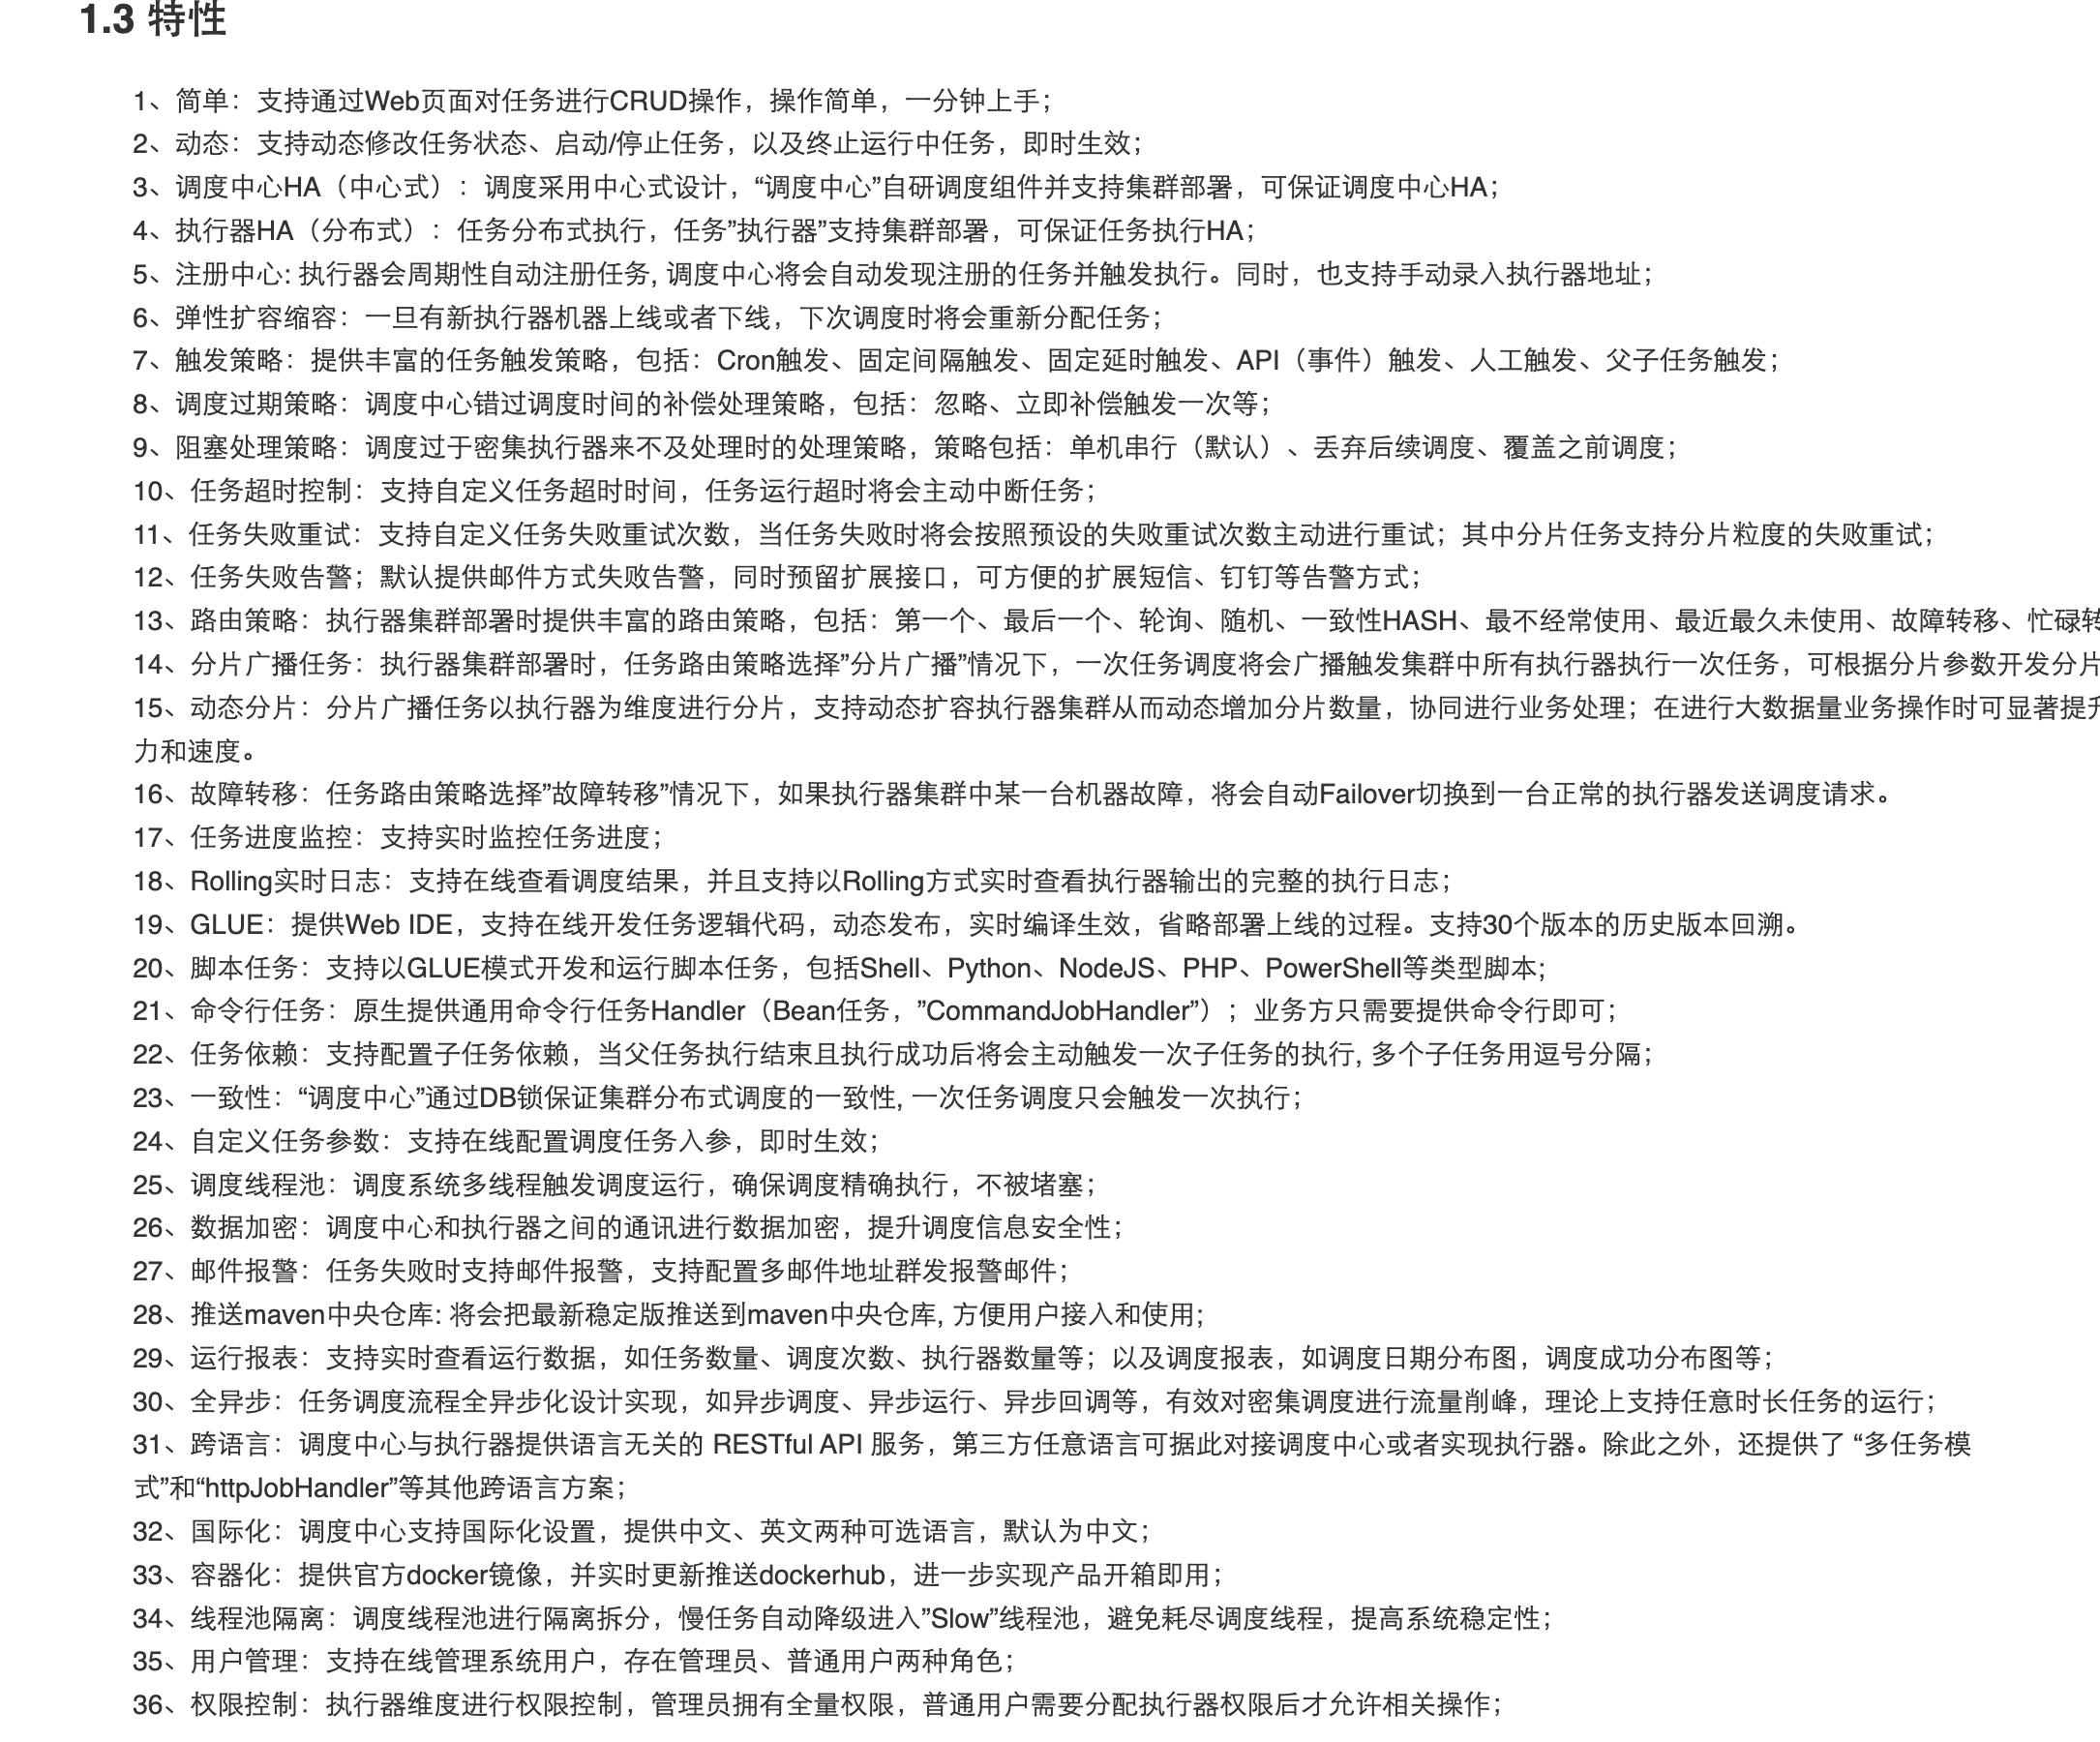 1.3 特性
1、简单：支持通过Web页面对任务进行CRUD操作，操作简单，一分钟上手；
2、动态：支持动态修改任务状态、启动/停止任务，以及终止运行中任务，即时生效；
3、调度中心HA（中心式）：调度采用中心式设计，“调度中心”自研调度组件并支持集群部署，可保证调度中心HA；
4、执行器HA（分布式）：任务分布式执行，任务”执行器”支持集群部署，可保证任务执行HA；
5、注册中心: 执行器会周期性自动注册任务, 调度中心将会自动发现注册的任务并触发执行。同时，也支持手动录入执行器地址；
6、弹性扩容缩容：一旦有新执行器机器上线或者下线，下次调度时将会重新分配任务；
7、触发策略：提供丰富的任务触发策略，包括：Cron触发、固定间隔触发、固定延时触发、API（事件）触发、人工触发、父子任务触发；
8、调度过期策略：调度中心错过调度时间的补偿处理策略，包括：忽略、立即补偿触发一次等；
9、阻塞处理策略：调度过于密集执行器来不及处理时的处理策略，策略包括：单机串行（默认）、丢弃后续调度、覆盖之前调度；
10、任务超时控制：支持自定义任务超时时间，任务运行超时将会主动中断任务；
11、任务失败重试：支持自定义任务失败重试次数，当任务失败时将会按照预设的失败重试次数主动进行重试；其中分片任务支持分片粒度的失败重试；
12、任务失败告警；默认提供邮件方式失败告警，同时预留扩展接口，可方便的扩展短信、钉钉等告警方式；
13、路由策略：执行器集群部署时提供丰富的路由策略，包括：第一个、最后一个、轮询、随机、一致性HASH、最不经常使用、最近最久未使用、故障转移、忙碌转
14、分片广播任务：执行器集群部署时，任务路由策略选择”分片广播”情况下，一次任务调度将会广播触发集群中所有执行器执行一次任务，可根据分片参数开发分片
15、动态分片：分片广播任务以执行器为维度进行分片，支持动态扩容执行器集群从而动态增加分片数量，协同进行业务处理；在进行大数据量业务操作时可显著提升
力和速度。
16、故障转移：任务路由策略选择”故障转移”情况下，如果执行器集群中某一台机器故障，将会自动Failover切换到一台正常的执行器发送调度请求。
17、任务进度监控：支持实时监控任务进度；
18、Rolling实时日志：支持在线查看调度结果，并且支持以Rolling方式实时查看执行器输出的完整的执行日志；
19、GLUE：提供Web IDE，支持在线开发任务逻辑代码，动态发布，实时编译生效，省略部署上线的过程。支持30个版本的历史版本回溯。
20、脚本任务：支持以GLUE模式开发和运行脚本任务，包括Shell、Python、NodeJS、PHP、PowerShell等类型脚本；
21、命令行任务：原生提供通用命令行任务Handler（Bean任务，”CommandJobHandler”）；业务方只需要提供命令行即可；
22、任务依赖：支持配置子任务依赖，当父任务执行结束且执行成功后将会主动触发一次子任务的执行, 多个子任务用逗号分隔；
23、一致性：“调度中心”通过DB锁保证集群分布式调度的一致性, 一次任务调度只会触发一次执行；
24、自定义任务参数：支持在线配置调度任务入参，即时生效；
25、调度线程池：调度系统多线程触发调度运行，确保调度精确执行，不被堵塞；
26、数据加密：调度中心和执行器之间的通讯进行数据加密，提升调度信息安全性；
27、邮件报警：任务失败时支持邮件报警，支持配置多邮件地址群发报警邮件；
28、推送maven中央仓库: 将会把最新稳定版推送到maven中央仓库, 方便用户接入和使用;
29、运行报表：支持实时查看运行数据，如任务数量、调度次数、执行器数量等；以及调度报表，如调度日期分布图，调度成功分布图等；
30、全异步：任务调度流程全异步化设计实现，如异步调度、异步运行、异步回调等，有效对密集调度进行流量削峰，理论上支持任意时长任务的运行；
31、跨语言：调度中心与执行器提供语言无关的 RESTful API 服务，第三方任意语言可据此对接调度中心或者实现执行器。除此之外，还提供了 “多任务模
式”和“httpJobHandler”等其他跨语言方案；
32、国际化：调度中心支持国际化设置，提供中文、英文两种可选语言，默认为中文；
33、容器化：提供官方docker镜像，并实时更新推送dockerhub，进一步实现产品开箱即用；
34、线程池隔离：调度线程池进行隔离拆分，慢任务自动降级进入”Slow”线程池，避免耗尽调度线程，提高系统稳定性；
35、用户管理：支持在线管理系统用户，存在管理员、普通用户两种角色；
36、权限控制：执行器维度进行权限控制，管理员拥有全量权限，普通用户需要分配执行器权限后才允许相关操作；